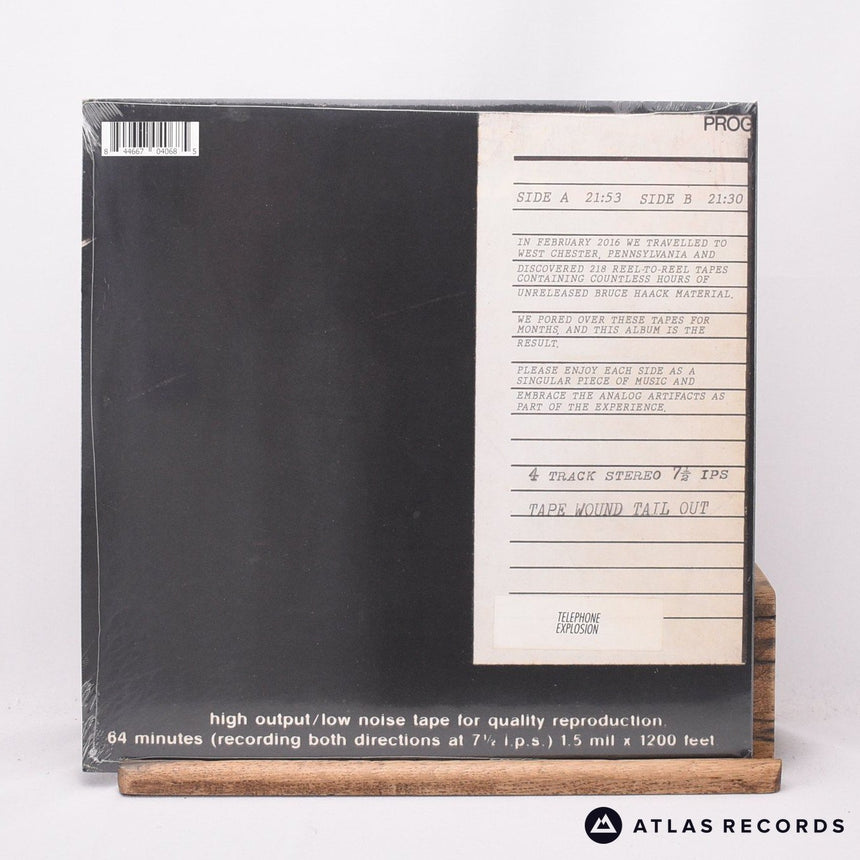 8 44667 04068 5
PROG
SIDE A 21:53 SIDE B 21:30
IN FEBRUARY 2016 WE TRAVELLED TO
WEST CHESTER, PENNSYLVANIA AND
DISCOVERED 218 REEL-TO-REEL TAPES
CONTAINING COUNTLESS HOURS OF
UNRELEASED BRUCE HAACK MATERIAL.
WE PORED OVER THESE TAPES FOR
MONTHS, AND THIS ALBUM IS THE
RESULT.
PLEASE ENJOY EACH SIDE AS A
SINGULAR PIECE OF MUSIC AND
EMBRACE THE ANALOG ARTIFACTS AS
PART OF THE EXPERIENCE.
4 TRACK STEREO 7½ IPS
TAPE WOUND TAIL OUT
TELEPHONE
EXPLOSION
high output/low noise tape for quality reproduction.
64 minutes (recording both directions at 7½ i.p.s.) 1.5 mil x 1200 feet
ATLAS RECORDS